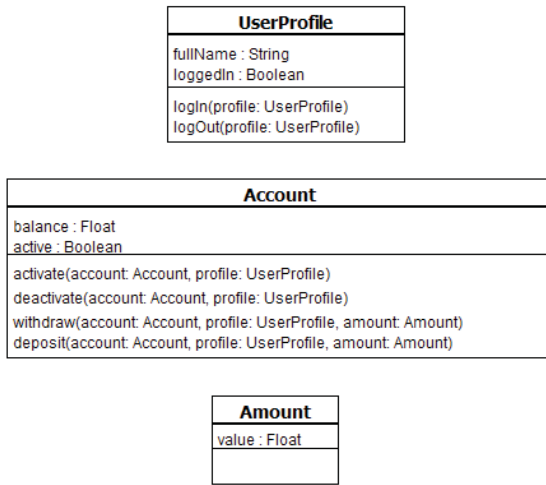 UserProfile
fullName : String
loggedIn : Boolean
logIn(profile: UserProfile)
logOut(profile: UserProfile)
Account
balance : Float
active : Boolean
activate(account: Account, profile: UserProfile)
deactivate(account: Account, profile: UserProfile)
withdraw(account: Account, profile: UserProfile, amount: Amount)
deposit(account: Account, profile: UserProfile, amount: Amount)
Amount
value : Float